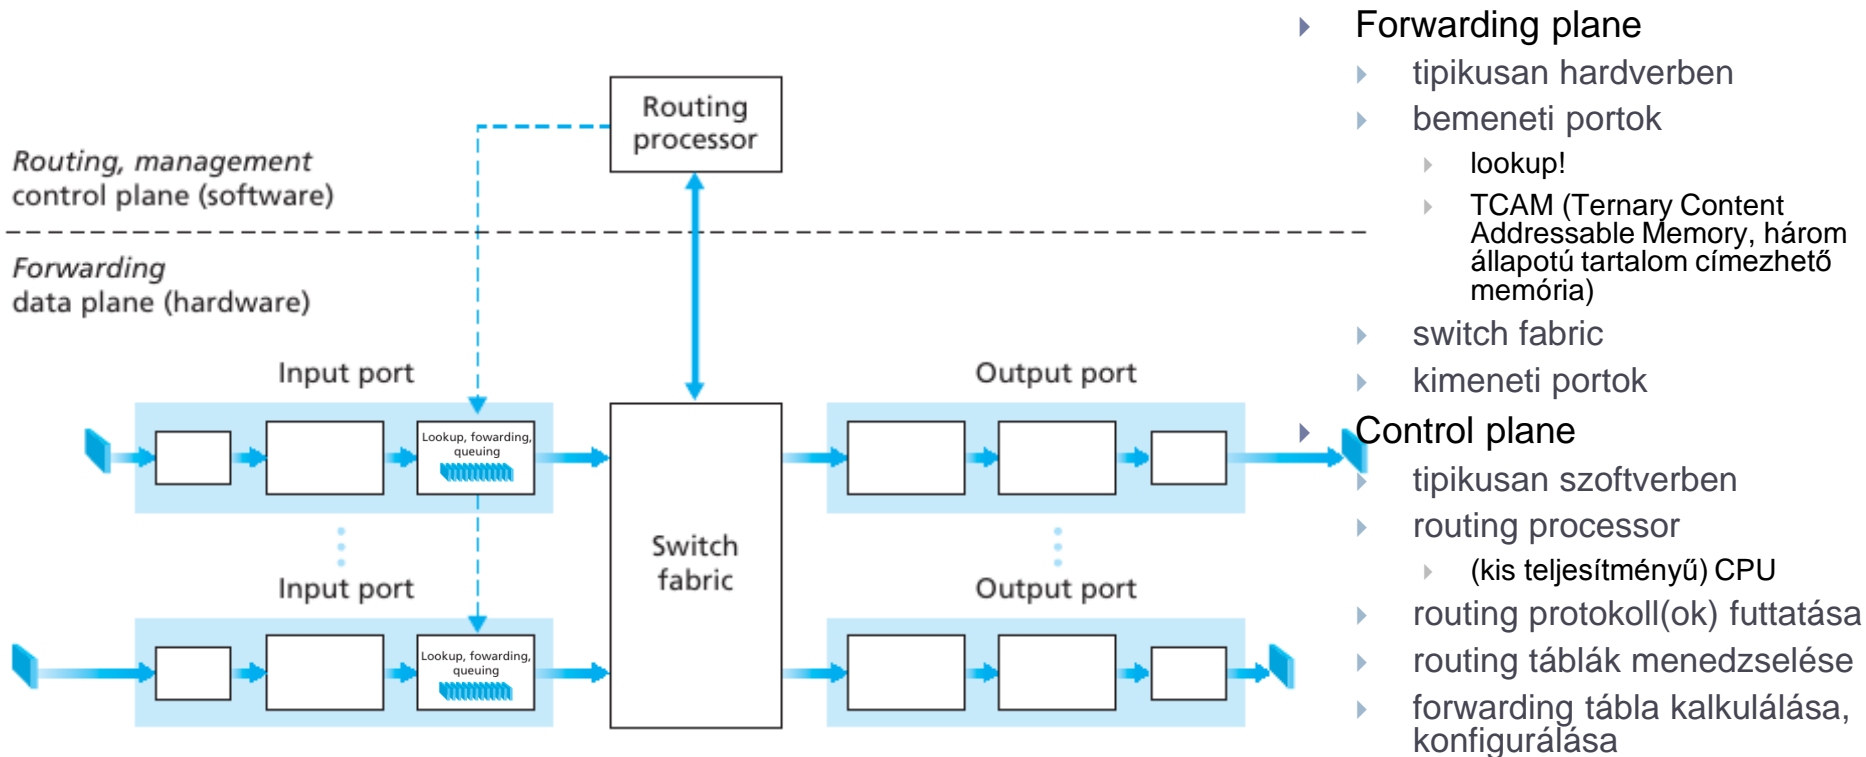 Routing
processor
Routing, management
control plane (software)
Forwarding
data plane (hardware)
Input port
Lookup, fowarding,
queuing
Input port
Lookup, fowarding,
queuing
Switch
fabric
Output port
Output port
Forwarding plane
tipikusan hardverben
bemeneti portok
lookup!
TCAM (Ternary Content
Addressable Memory, három
állapotú tartalom címezhető
memória)
switch fabric
kimeneti portok
Control plane
tipikusan szoftverben
routing processor
(kis teljesítményű) CPU
routing protokoll(ok) futtatása
routing táblák menedzselése
forwarding tábla kalkulálása,
konfigurálása